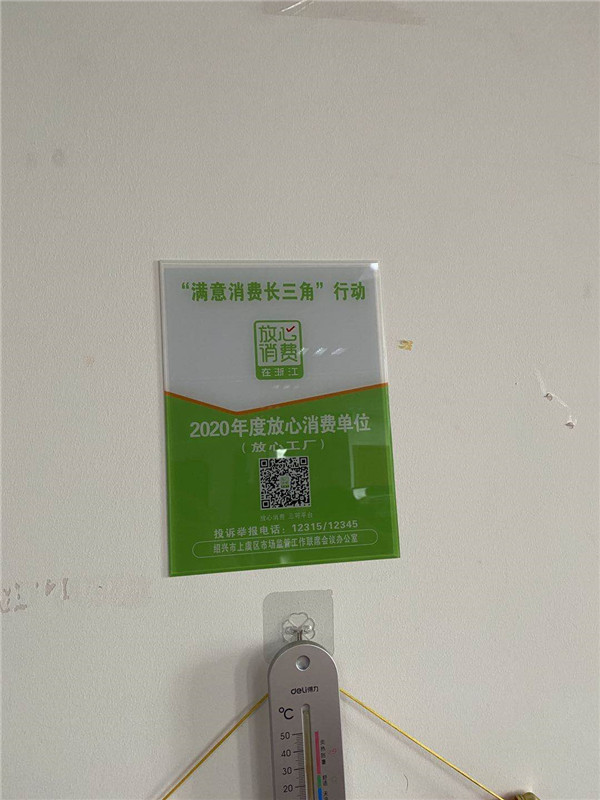 “满意消费长三角”行动
放心
消费
在浙江
2020年度放心消费单位
（放心工厂）
投诉举报电话：12315/12345
绍兴市上虞区市场监管工作联席会议办公室
deli得力
℃
50
40
30
20